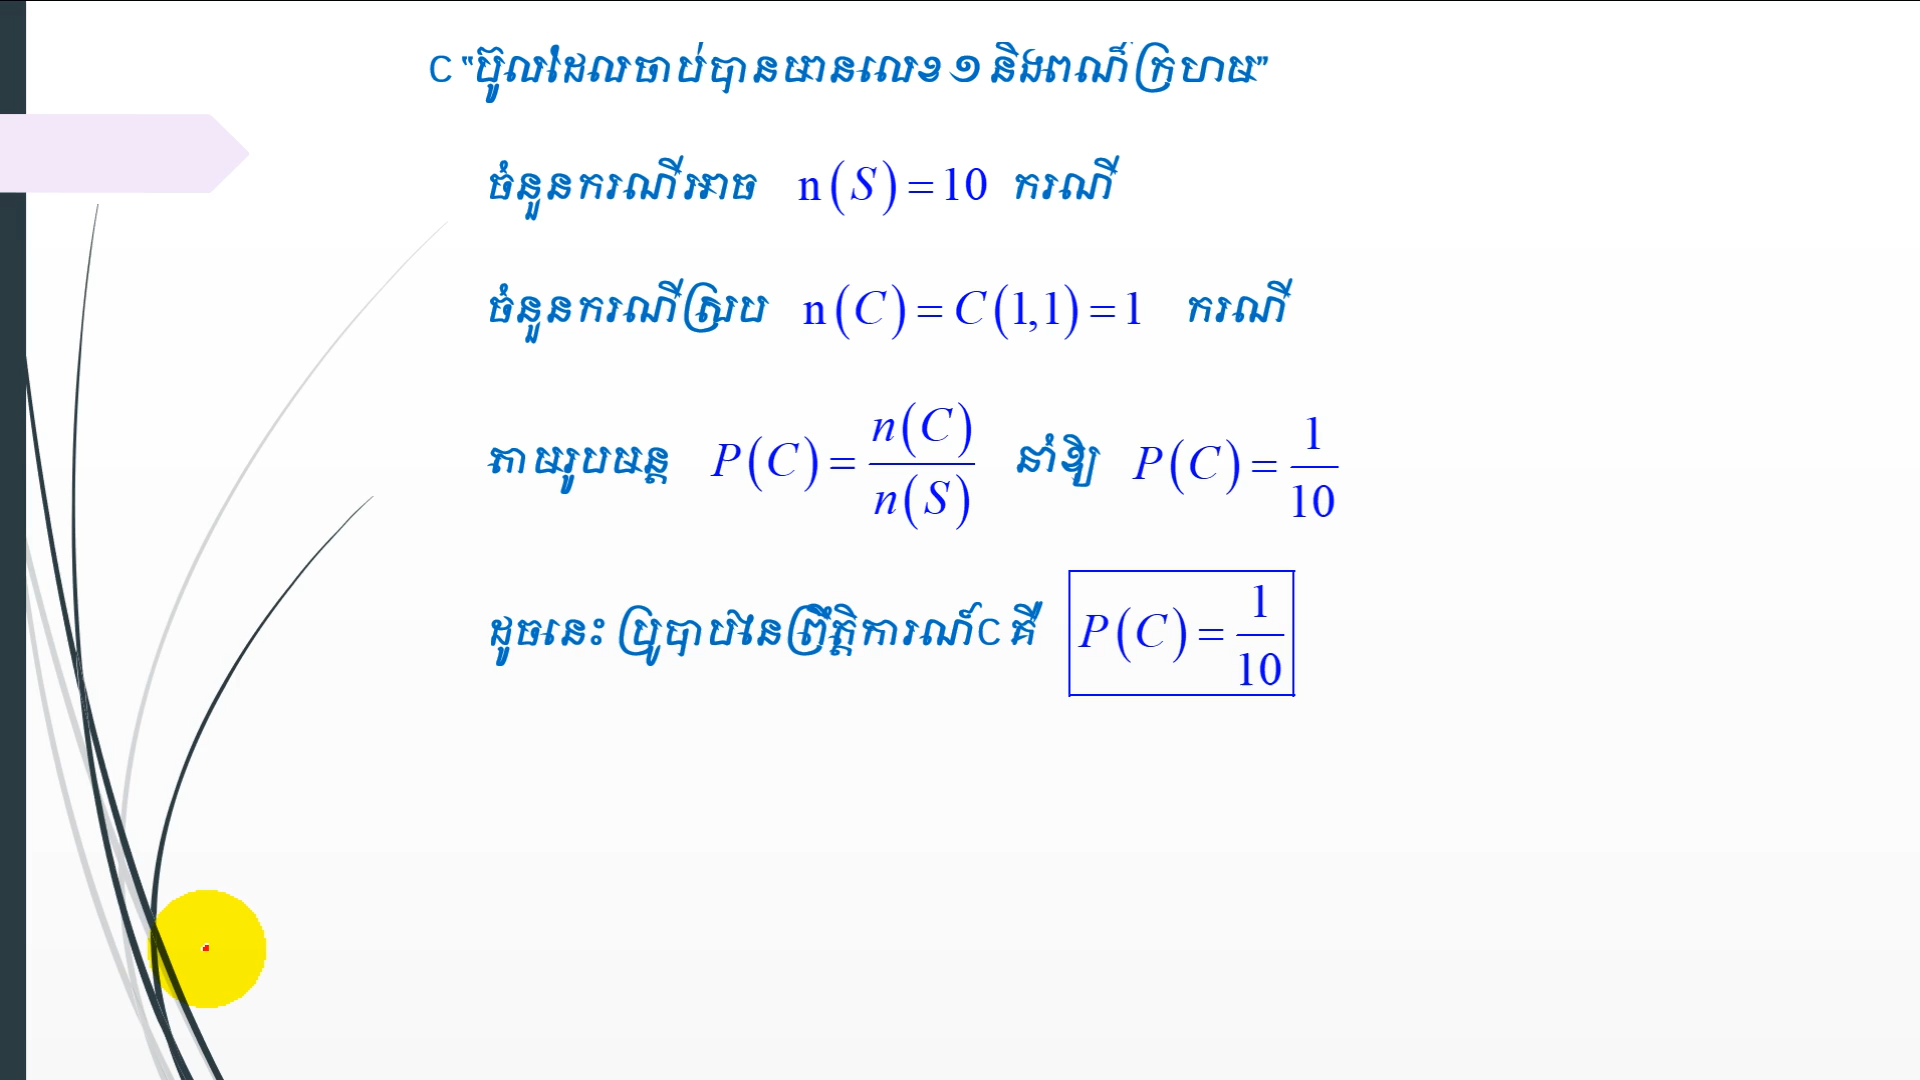 C “ប៊ូលដែលចាប់បានមានលេខ ១ និងពណ៌ក្រហម”
ចំនួនករណីអាច n(S) = 10 ករណី
ចំនួនករណីស្រប n(C) = C(1,1) = 1 ករណី
តាមរូបមន្ត P(C) = n(C)/n(S) នាំឱ្យ P(C) = 1/10
ដូចនេះ ប្រូបាបនៃព្រឹត្តិការណ៍ C គឺ P(C) = 1/10